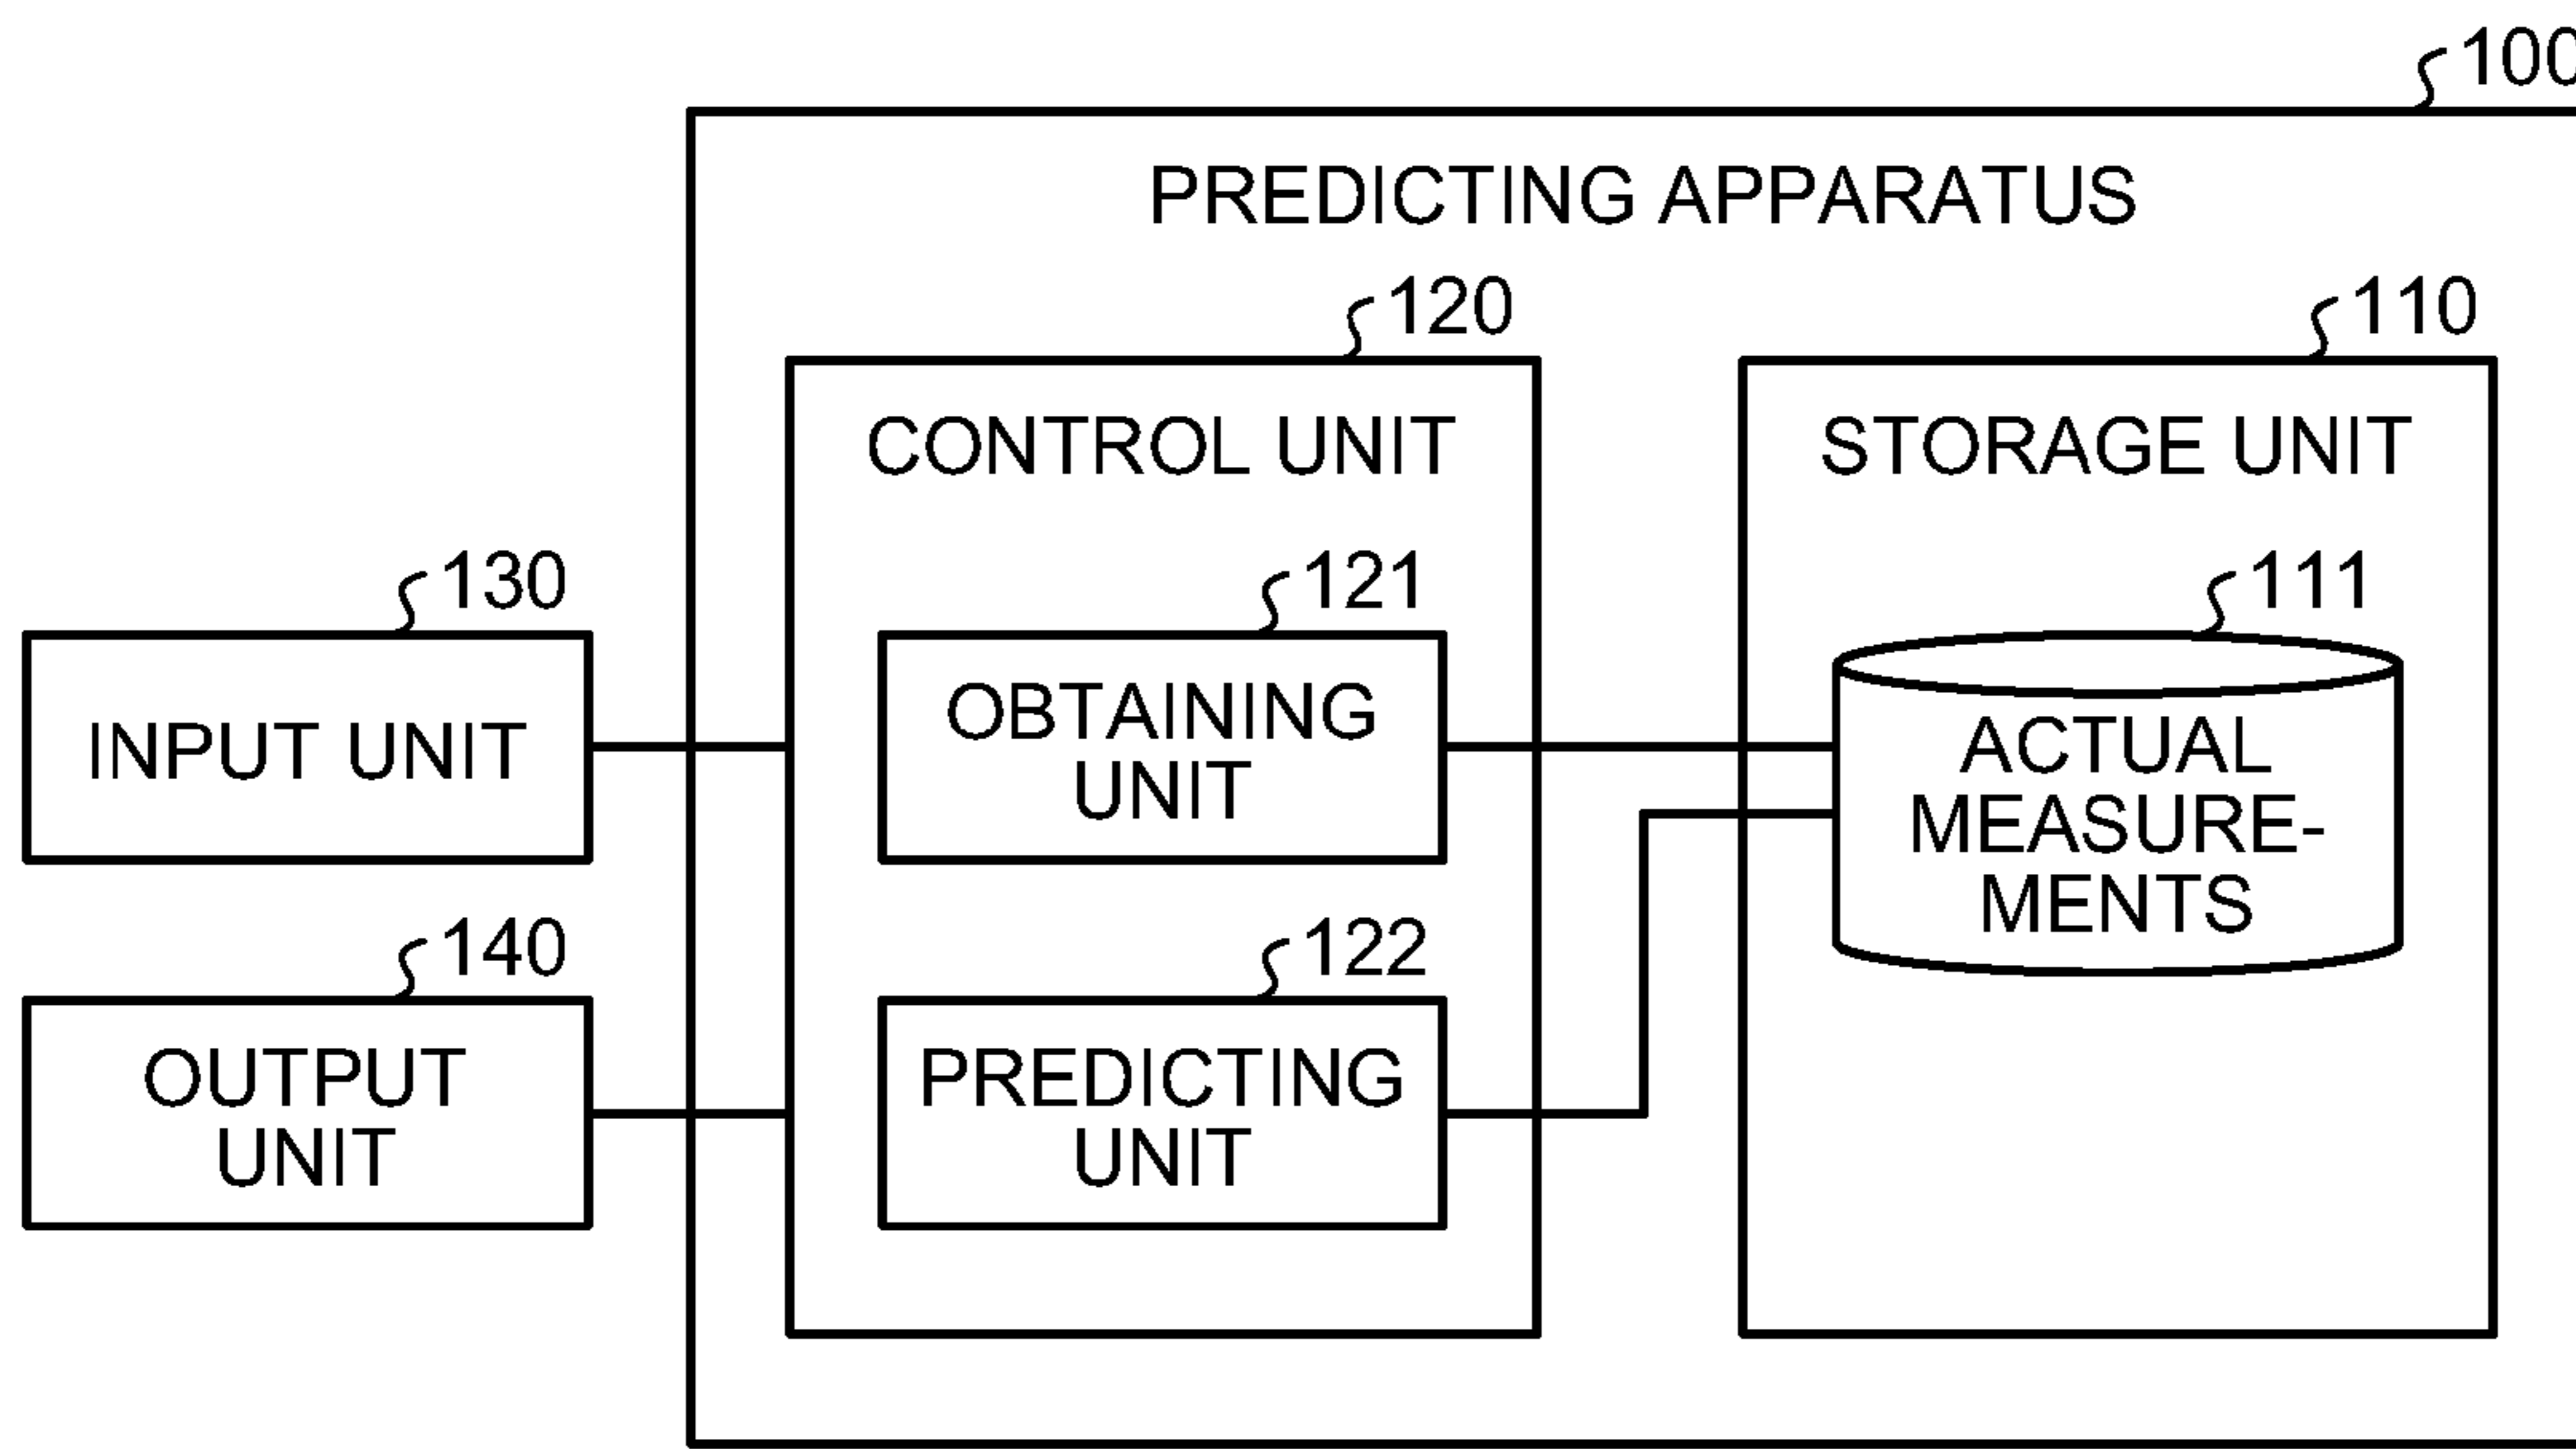 100
PREDICTING APPARATUS
120
110
CONTROL UNIT
STORAGE UNIT
130
121
111
INPUT UNIT
OBTAINING
UNIT
ACTUAL
MEASURE-
MENTS
140
122
OUTPUT
UNIT
PREDICTING
UNIT